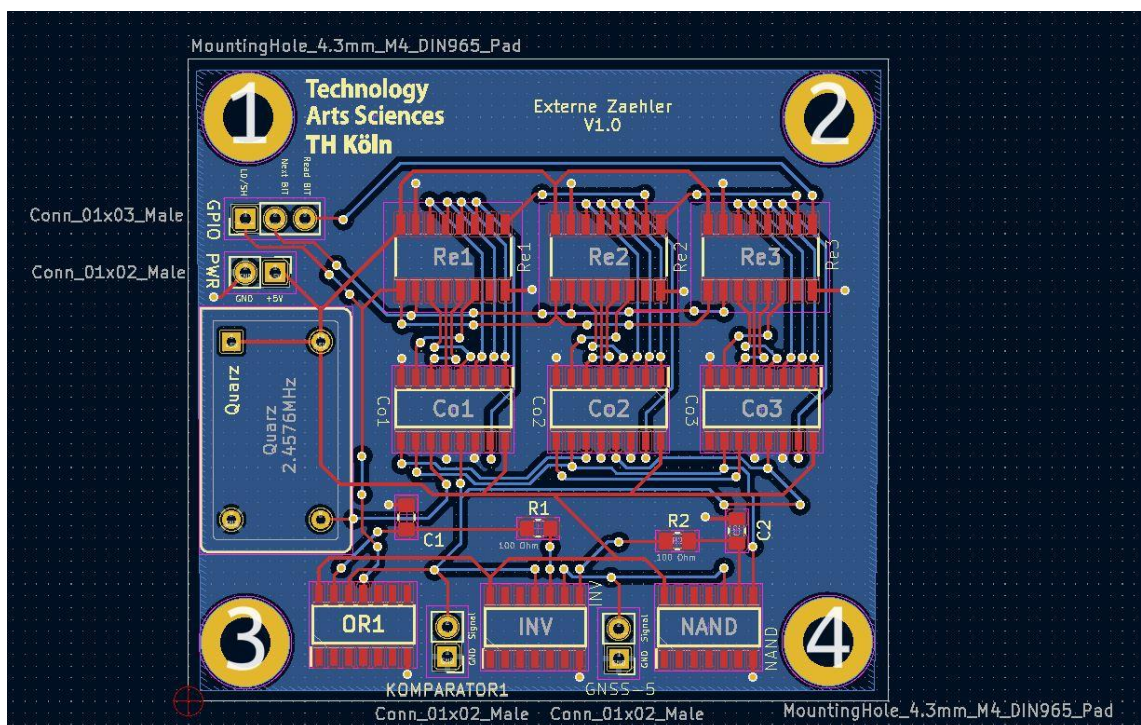 MountingHole_4.3mm_M4_DIN965_Pad
1
Technology
Arts Sciences
TH Köln
Externe Zaehler
V1.0
2
LD/SH
Next BIT
Read BIT
Conn_01x03_Male
GPIO
Re1
Re1
Re2
Re2
Re3
Re3
Conn_01x02_Male
PWR
GND
+5V
Quarz
Quarz
2.4576MHz
Co1
Co1
Co2
Co2
Co3
Co3
C1
R1
100 Ohm
R2
100 Ohm
C2
3
OR1
Signal
GND
INV
INV
Signal
GND
NAND
NAND
4
KOMPARATOR1
GNSS-5
Conn_01x02_Male
Conn_01x02_Male
MountingHole_4.3mm_M4_DIN965_Pad